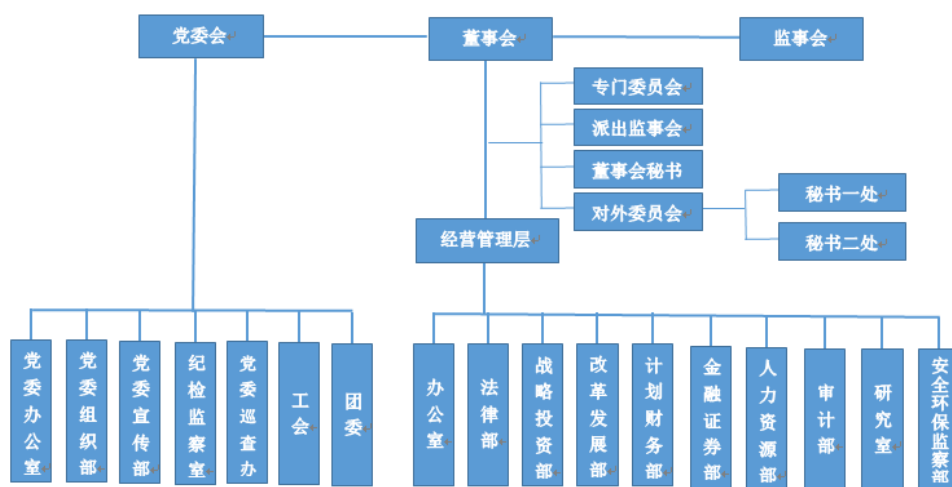 党委会
董事会
监事会
专门委员会
派出监事会
董事会秘书
对外委员会
秘书一处
秘书二处
经营管理层
党委办公室
党委组织部
党委宣传部
纪检监察室
党委巡查办
工会
团委
办公室
法律部
战略投资部
改革发展部
计划财务部
金融证券部
人力资源部
审计部
研究室
安全环保监察部